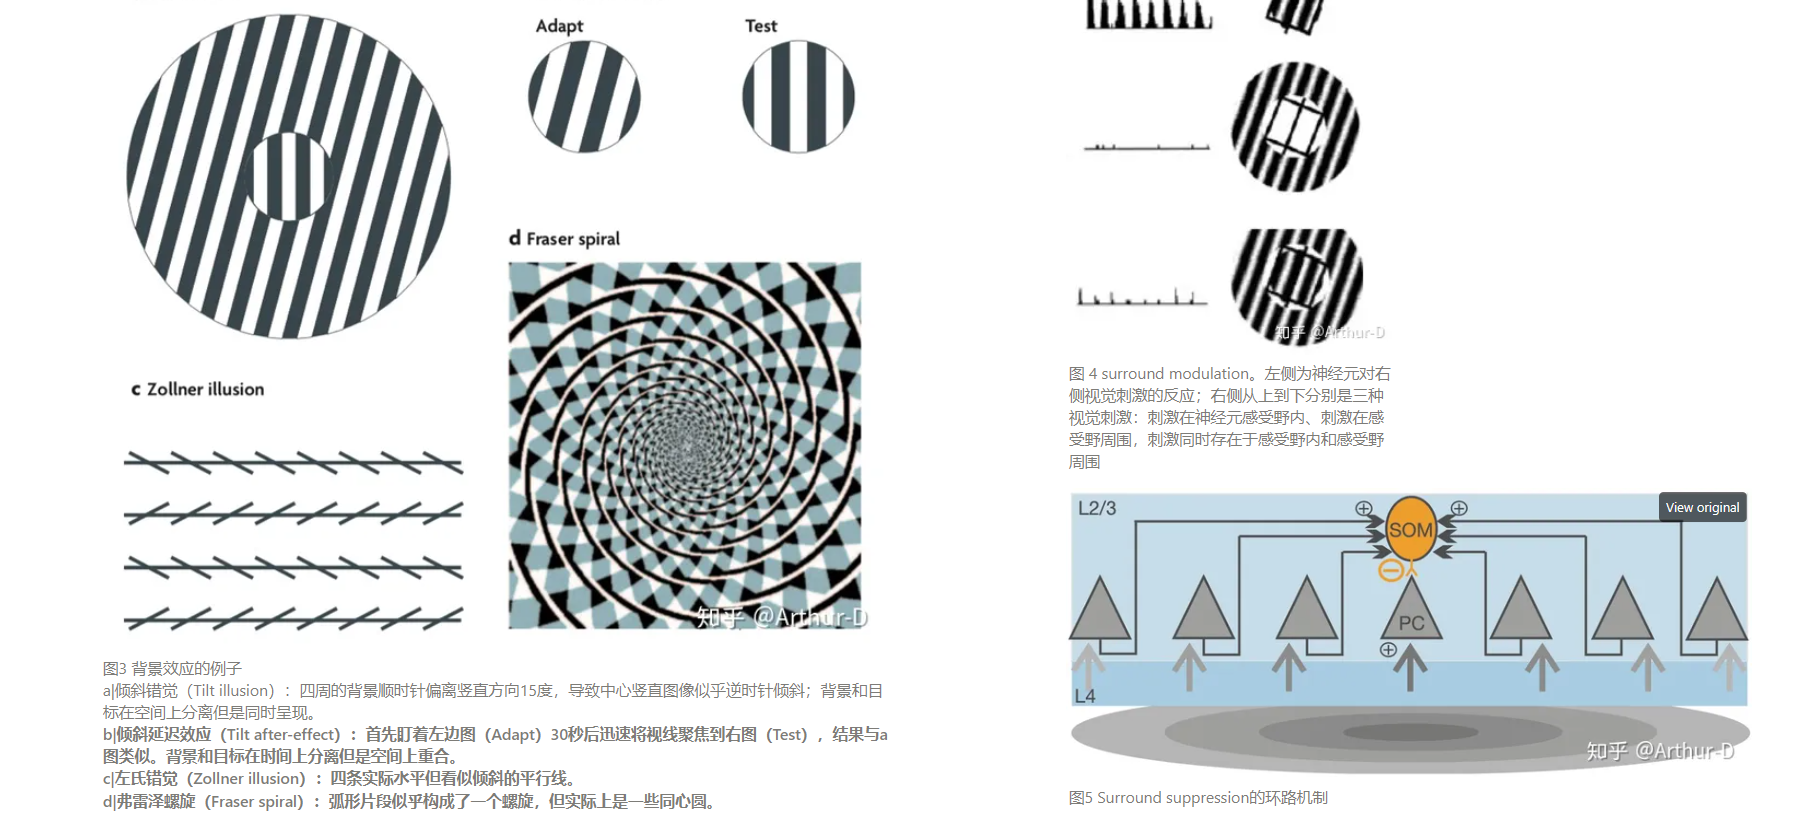 Adapt
Test
d Fraser spiral
c Zollner illusion
知乎 @Arthur-D
图3 背景效应的例子
a|倾斜错觉（Tilt illusion）：四周的背景顺时针偏离竖直方向15度，导致中心竖直图像似乎逆时针倾斜；背景和目
标在空间上分离但是同时呈现。
b|倾斜延迟效应（Tilt after-effect）：首先盯着左边图（Adapt）30秒后迅速将视线聚焦到右图（Test），结果与a
图类似。背景和目标在时间上分离但是空间上重合。
c|左氏错觉（Zollner illusion）：四条实际水平但看似倾斜的平行线。
d|弗雷泽螺旋（Fraser spiral）：弧形片段似乎构成了一个螺旋，但实际上是一些同心圆。
知乎 @Arthur-D
图 4 surround modulation。左侧为神经元对右
侧视觉刺激的反应；右侧从上到下分别是三种
视觉刺激：刺激在神经元感受野内、刺激在感
受野周围，刺激同时存在于感受野内和感受野
周围
L2/3
View original
SOM
PC
L4
知乎 @Arthur-D
图5 Surround suppression的环路机制